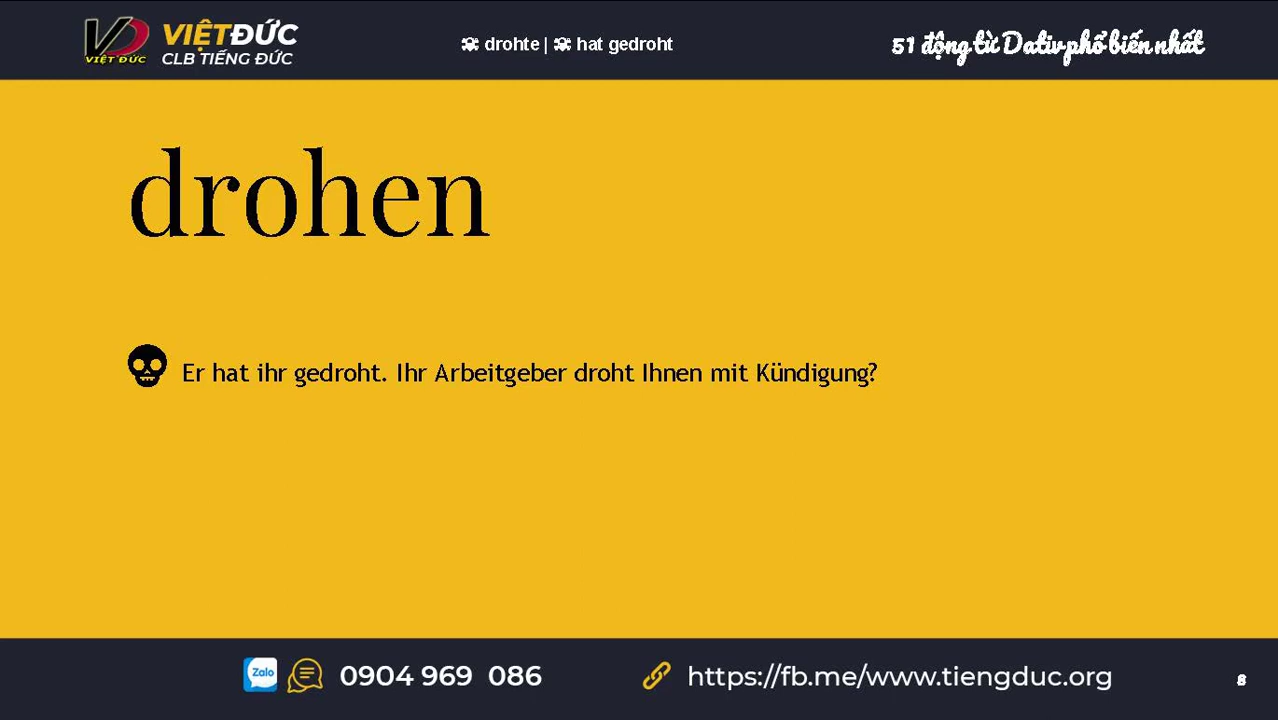 VIỆT ĐỨC
VIỆTĐỨC
CLB TIẾNG ĐỨC
drohte | hat gedroht
51 động từ Dativ phổ biến nhất
drohen
Er hat ihr gedroht. Ihr Arbeitgeber droht Ihnen mit Kündigung?
Zalo
0904 969 086
https://fb.me/www.tiengduc.org
8